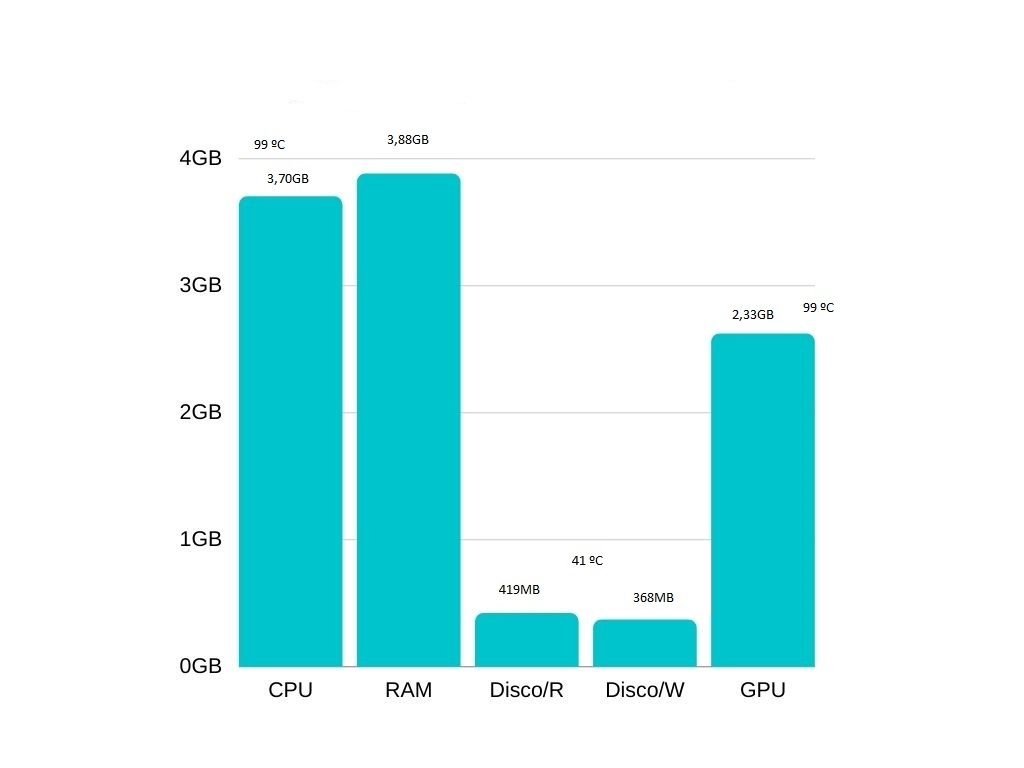 99 ºC
3,88GB
4GB
3,70GB
3GB
2,33GB
99 ºC
2GB
1GB
41 ºC
419MB
368MB
0GB
CPU
RAM
Disco/R
Disco/W
GPU